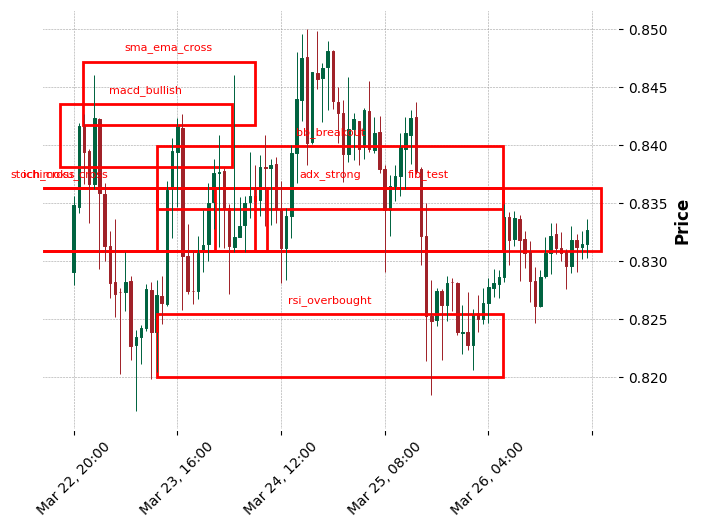 sma_ema_cross
macd_bullish
bb_breakout
adx_strong
fib_test
rsi_overbought
0.850
0.845
0.840
0.835
0.830
0.825
0.820
Price
Mar 22, 20:00
Mar 23, 16:00
Mar 24, 12:00
Mar 25, 08:00
Mar 26, 04:00